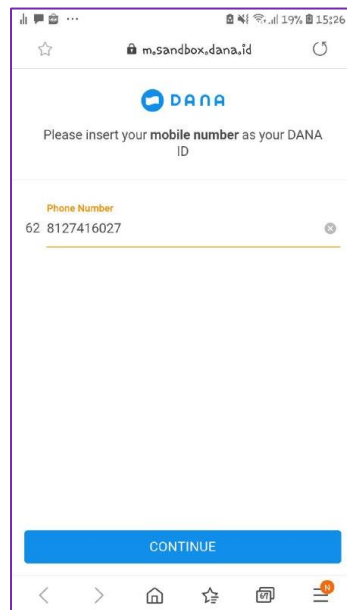 19% 15:26
m.sandbox.dana.id
DANA
Please insert your mobile number as your DANA
ID
Phone Number
62 8127416027
CONTINUE
67
N